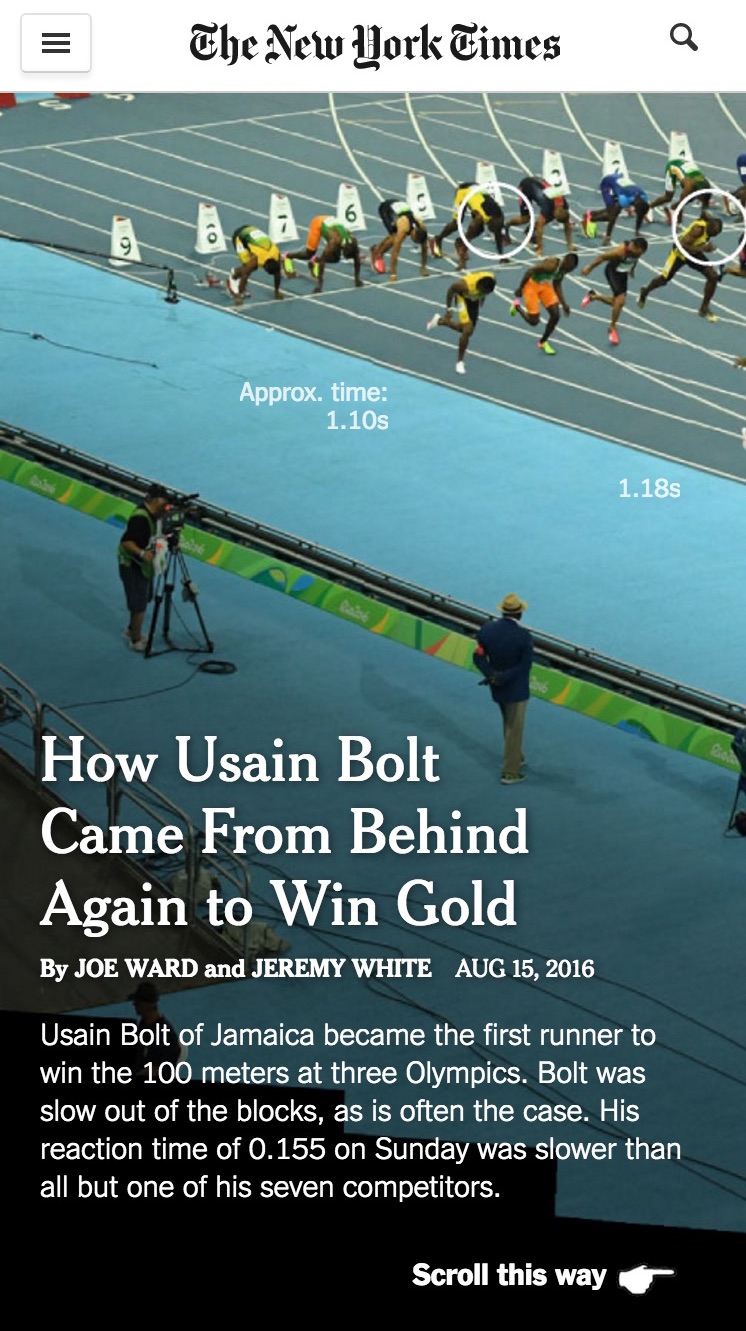 The New York Times
9
8
7
6
5
Approx. time:
1.10s
1.18s
Rio2016
Rio2016
How Usain Bolt
Came From Behind
Again to Win Gold
By JOE WARD and JEREMY WHITE AUG 15, 2016
Usain Bolt of Jamaica became the first runner to
win the 100 meters at three Olympics. Bolt was
slow out of the blocks, as is often the case. His
reaction time of 0.155 on Sunday was slower than
all but one of his seven competitors.
Scroll this way